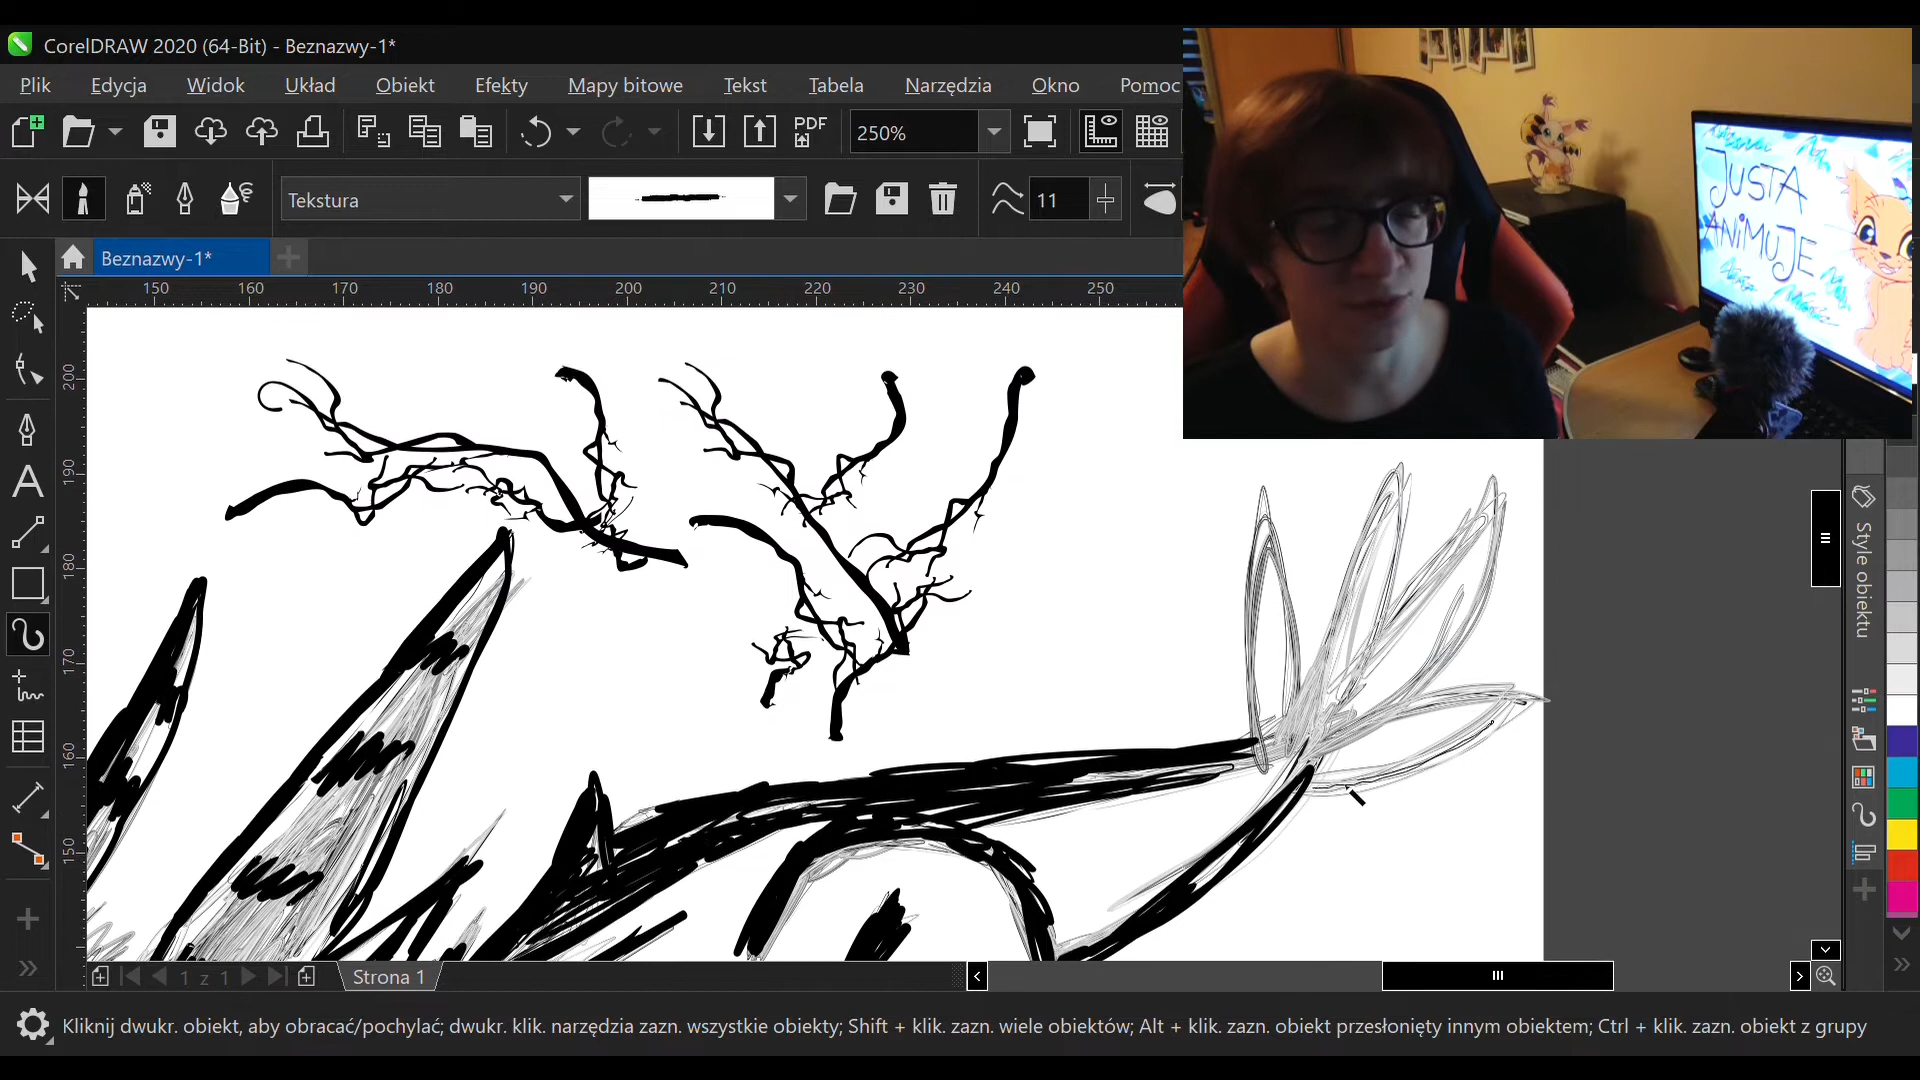 CorelDRAW 2020 (64-Bit) - Beznazwy-1*
Plik Edycja Widok Układ Obiekt Efekty Mapy bitowe Tekst Tabela Narzędzia Okno Pomoc
PDF 250%
Tekstura 11
Beznazwy-1*
150 160 170 180 190 200 210 220 230 240 250
200
190
180
170
160
150
JUSTA
ANiMUJE
Style obiektu
1 z 1 Strona 1
Kliknij dwukr. obiekt, aby obracać/pochylać; dwukr. klik. narzędzia zazn. wszystkie obiekty; Shift + klik. zazn. wiele obiektów; Alt + klik. zazn. obiekt przesłonięty innym obiektem; Ctrl + klik. zazn. obiekt z grupy